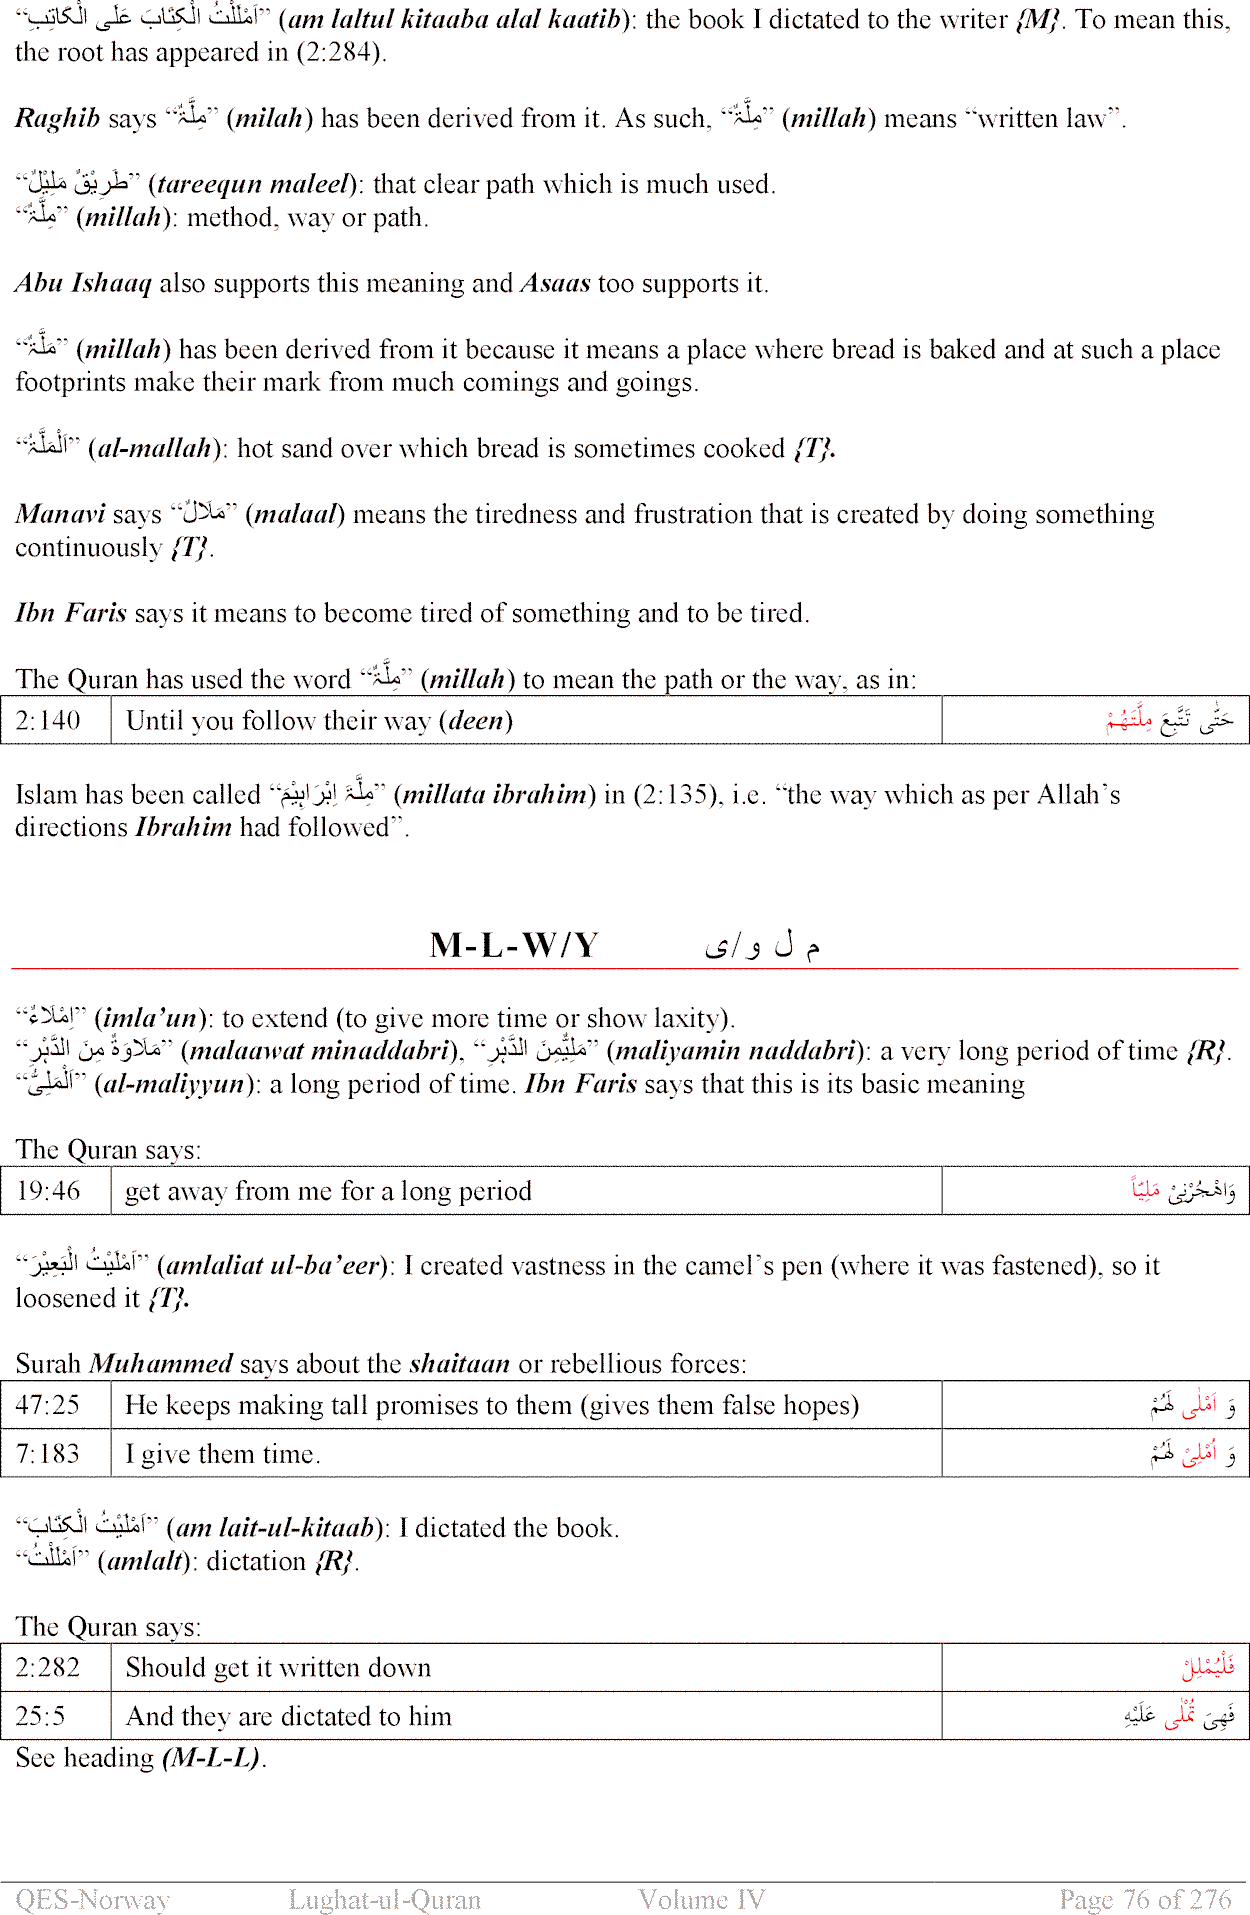 “اَمْلَلْتُ الْكِتَابَ عَلَى الْكَاتِبِ” (am laltul kitaaba alal kaatib): the book I dictated to the writer {M}. To mean this,
the root has appeared in (2:284).
Raghib says “مِلَّۃٌ” (milah) has been derived from it. As such, “مِلَّۃٌ” (millah) means “written law”.
“طَرِيْقٌ مَلِيْلٌ” (tareequn maleel): that clear path which is much used.
“مِلَّۃٌ” (millah): method, way or path.
Abu Ishaaq also supports this meaning and Asaas too supports it.
“مَلَّۃٌ” (millah) has been derived from it because it means a place where bread is baked and at such a place
footprints make their mark from much comings and goings.
“اَلْمَلَّۃُ” (al-mallah): hot sand over which bread is sometimes cooked {T}.
Manavi says “مَلَالٌ” (malaal) means the tiredness and frustration that is created by doing something
continuously {T}.
Ibn Faris says it means to become tired of something and to be tired.
The Quran has used the word “مِلَّۃٌ” (millah) to mean the path or the way, as in:
2:140 Until you follow their way (deen) حَتّٰى تَتَّبِعَ مِلَّتَهُمْ
Islam has been called “مِلَّۃَ اِبْرَاہِيْمَ” (millata ibrahim) in (2:135), i.e. “the way which as per Allah’s
directions Ibrahim had followed”.
M-L-W/Y م ل و/ى
“اِمْلَاءٌ” (imla’un): to extend (to give more time or show laxity).
“مَلَاوَۃٌ مِنَ الدَّہْرِ” (malaawat minaddabri), “مَلِيٌّمِنَ الدَّہْرِ” (maliyamin naddabri): a very long period of time {R}.
“اَلْمَلِىُّ” (al-maliyyun): a long period of time. Ibn Faris says that this is its basic meaning
The Quran says:
19:46 get away from me for a long period وَاهْجُرْنِىْ مَلِيّاً
“اَمْلَيْتُ الْبَعِيْرَ” (amlaliat ul-ba’eer): I created vastness in the camel’s pen (where it was fastened), so it
loosened it {T}.
Surah Muhammed says about the shaitaan or rebellious forces:
47:25 He keeps making tall promises to them (gives them false hopes) وَ اَمْلٰى لَهُمْ
7:183 I give them time. وَ اُمْلِىْ لَهُمْ
“اَمْلَيْتُ الْكِتَابَ” (am lait-ul-kitaab): I dictated the book.
“اَمْلَلْتُ” (amlalt): dictation {R}.
The Quran says:
2:282 Should get it written down فَلْيُمْلِلْ
25:5 And they are dictated to him فَهِىَ تُمْلٰى عَلَيْهِ
See heading (M-L-L).
QES-Norway Lughat-ul-Quran Volume IV Page 76 of 276